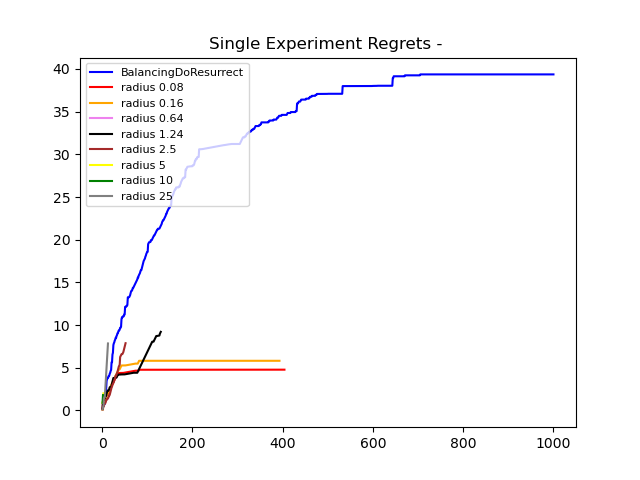 Single Experiment Regrets -
40
35
30
25
20
15
10
5
0
BalancingDoResurrect
radius 0.08
radius 0.16
radius 0.64
radius 1.24
radius 2.5
radius 5
radius 10
radius 25
0 200 400 600 800 1000